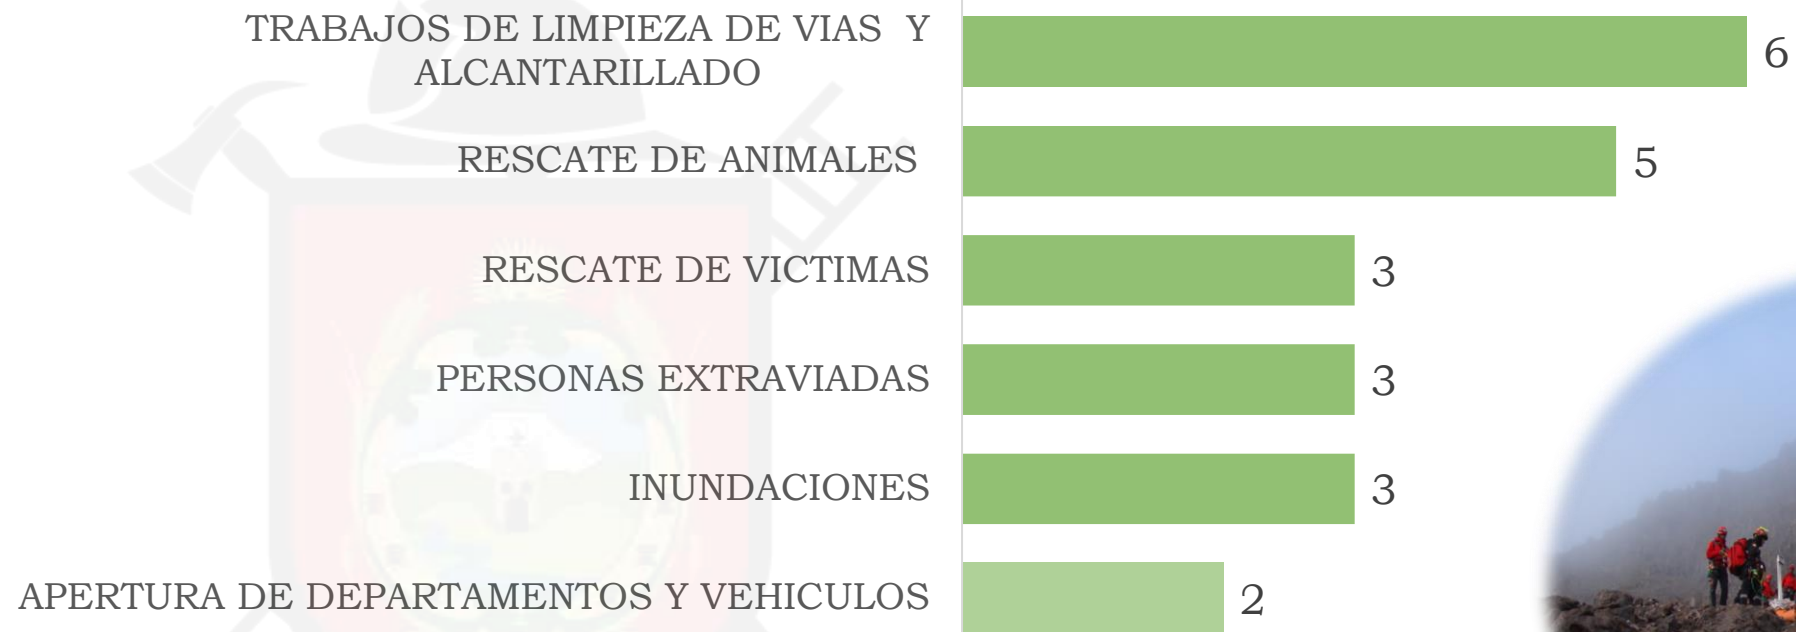 TRABAJOS DE LIMPIEZA DE VIAS Y
ALCANTARILLADO
6
RESCATE DE ANIMALES
5
RESCATE DE VICTIMAS
3
PERSONAS EXTRAVIADAS
3
INUNDACIONES
3
APERTURA DE DEPARTAMENTOS Y VEHICULOS
2